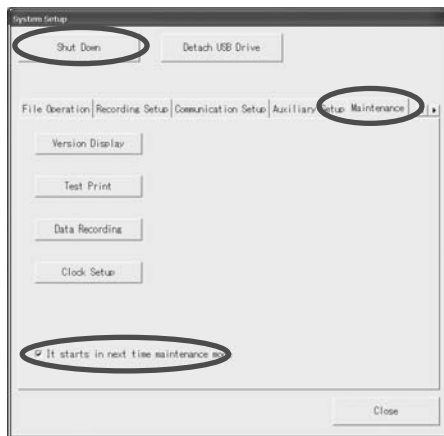 System Setup
Shut Down Detach USB Drive
File Operation Recording Setup Communication Setup Auxiliary Setup Maintenance
Version Display
Test Print
Data Recording
Clock Setup
It starts in next time maintenance
Close